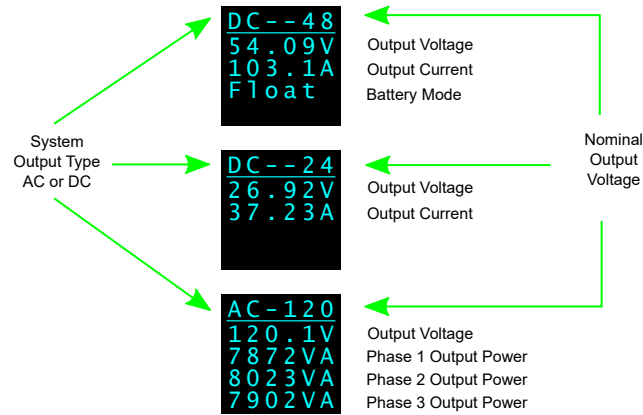 DC--48
54.09V
103.1A
Float
Output Voltage
Output Current
Battery Mode
System
Output Type
AC or DC
Nominal
Output
Voltage
DC--24
26.92V
37.23A
Output Voltage
Output Current
AC-120
120.1V
7872VA
8023VA
7902VA
Output Voltage
Phase 1 Output Power
Phase 2 Output Power
Phase 3 Output Power